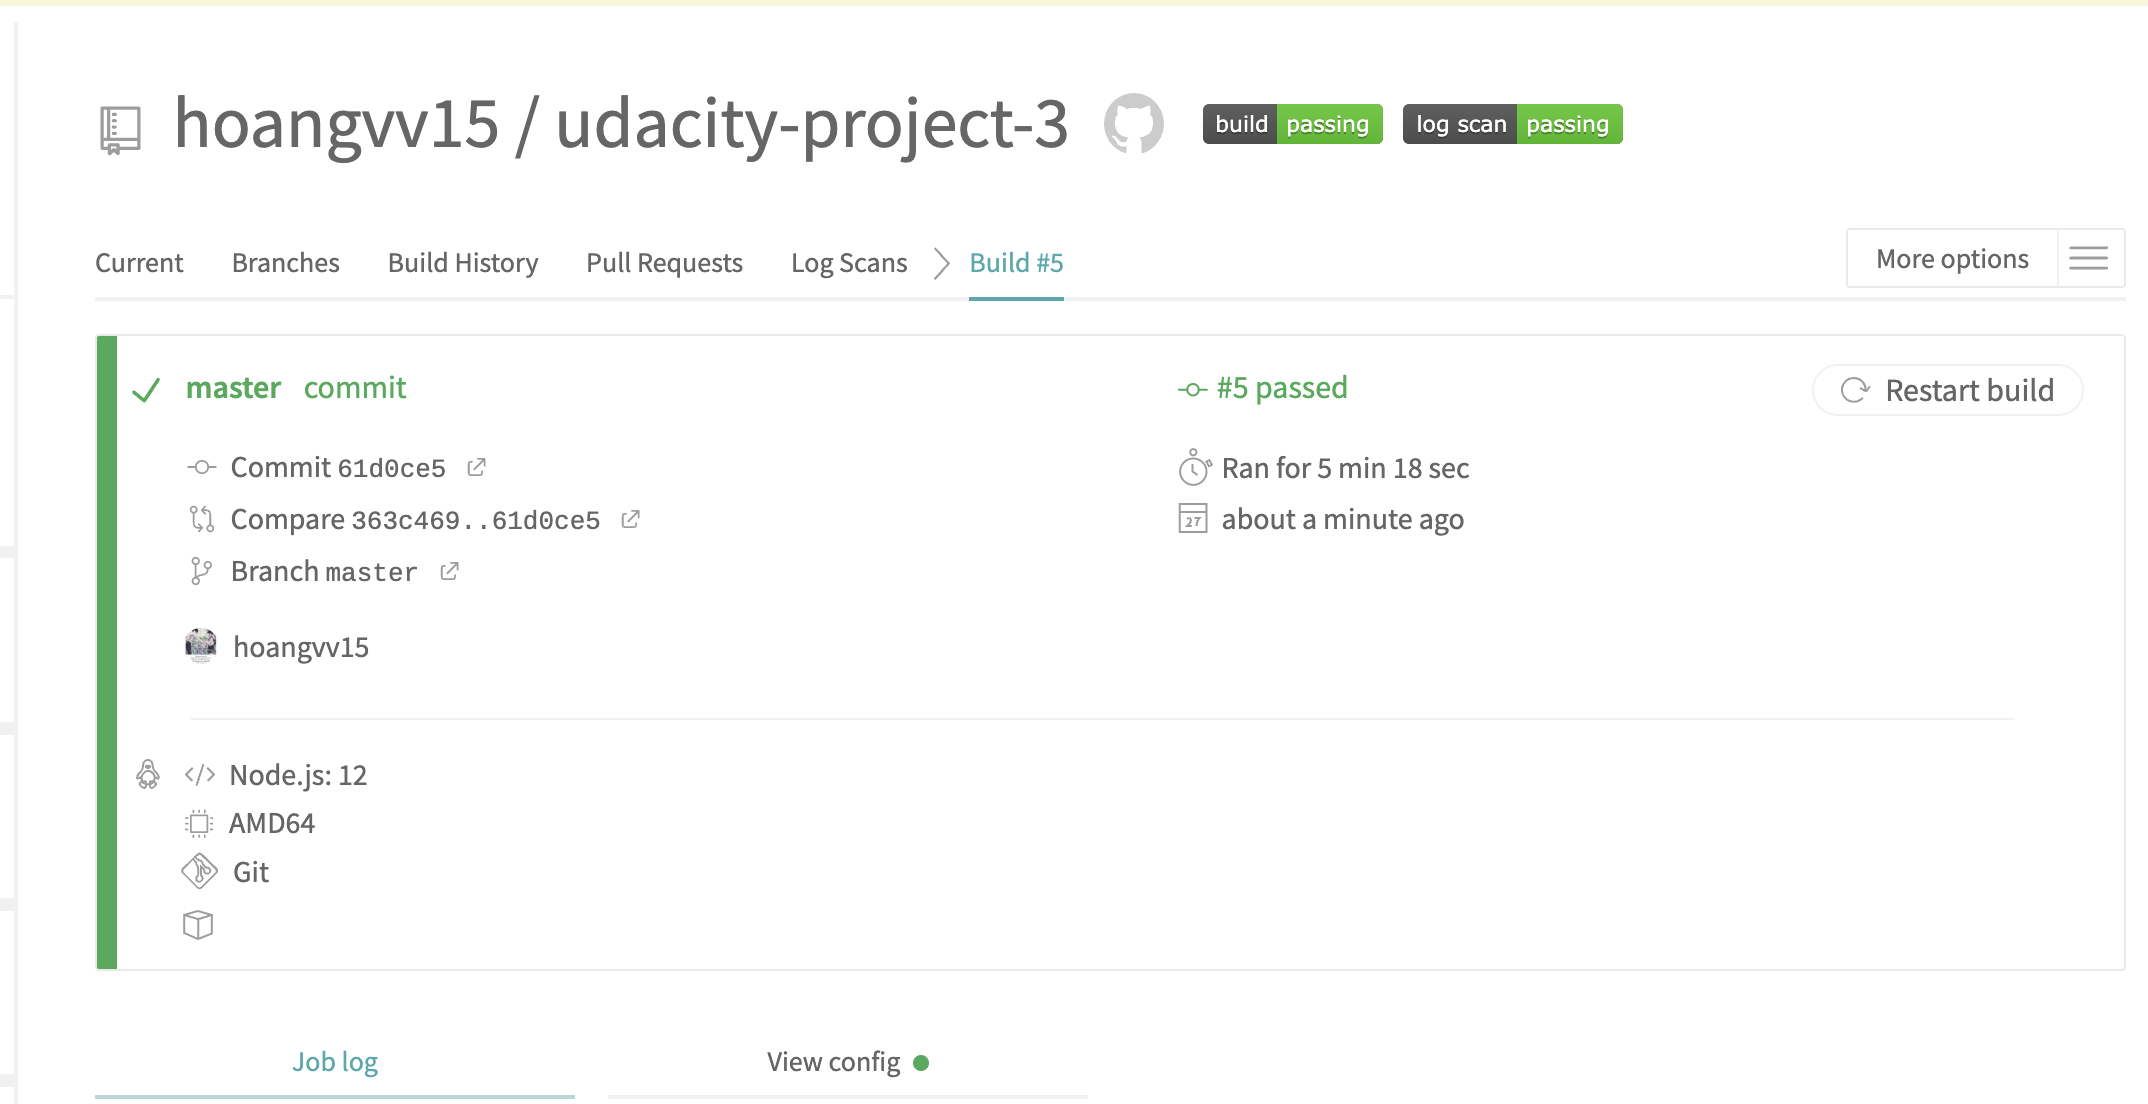 hoangvv15 / udacity-project-3 build passing log scan passing
Current Branches Build History Pull Requests Log Scans Build #5 More options
master commit
Commit 61d0ce5
Compare 363c469..61d0ce5
Branch master
hoangvv15
#5 passed
Ran for 5 min 18 sec
27 about a minute ago
Restart build
Node.js: 12
AMD64
Git
Job log View config